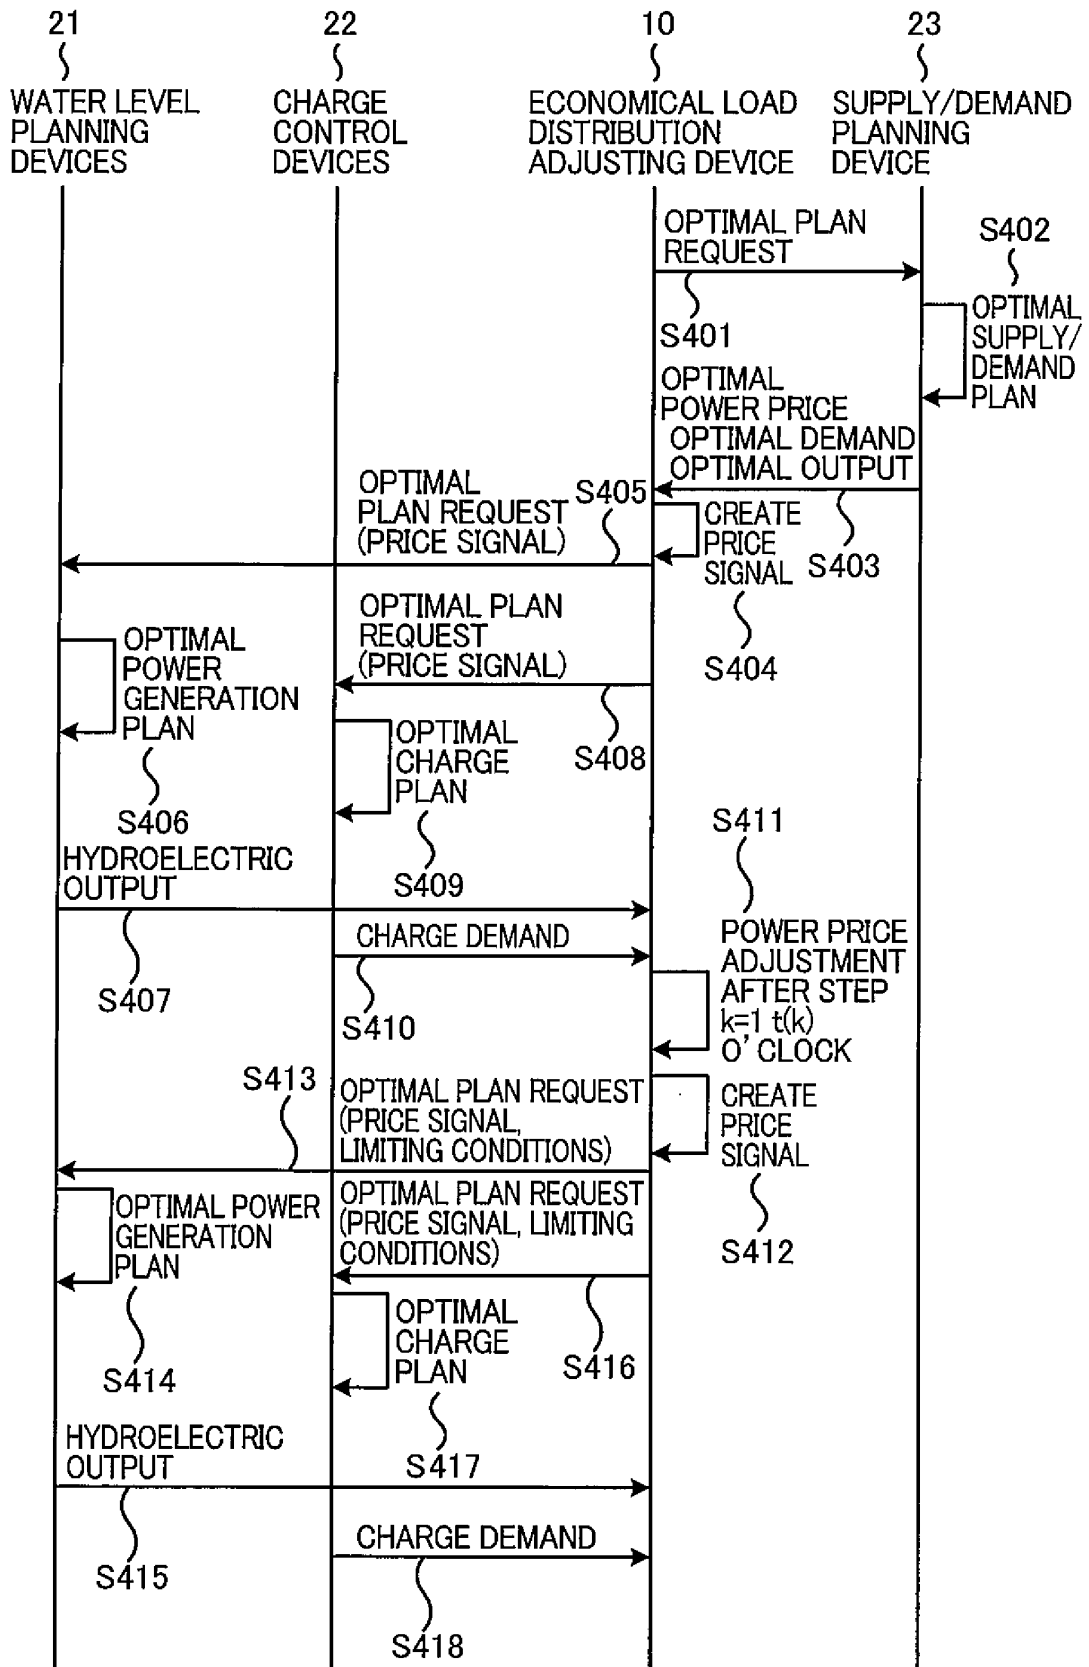 21
22
10
23
WATER LEVEL
PLANNING
DEVICES
CHARGE
CONTROL
DEVICES
ECONOMICAL LOAD
DISTRIBUTION
ADJUSTING DEVICE
SUPPLY/DEMAND
PLANNING
DEVICE
OPTIMAL PLAN
REQUEST
S401
S402
OPTIMAL
SUPPLY/
DEMAND
PLAN
OPTIMAL
POWER PRICE
OPTIMAL DEMAND
OPTIMAL OUTPUT
S403
CREATE
PRICE
SIGNAL
S404
S405
OPTIMAL
PLAN REQUEST
(PRICE SIGNAL)
OPTIMAL
POWER
GENERATION
PLAN
S406
OPTIMAL PLAN
REQUEST
(PRICE SIGNAL)
S408
OPTIMAL
CHARGE
PLAN
S409
HYDROELECTRIC
OUTPUT
S407
CHARGE DEMAND
S410
S411
POWER PRICE
ADJUSTMENT
AFTER STEP
k=1 t(k)
O' CLOCK
CREATE
PRICE
SIGNAL
S412
S413
OPTIMAL PLAN REQUEST
(PRICE SIGNAL,
LIMITING CONDITIONS)
OPTIMAL POWER
GENERATION
PLAN
S414
OPTIMAL PLAN REQUEST
(PRICE SIGNAL, LIMITING
CONDITIONS)
S416
OPTIMAL
CHARGE
PLAN
S417
HYDROELECTRIC
OUTPUT
S415
CHARGE DEMAND
S418